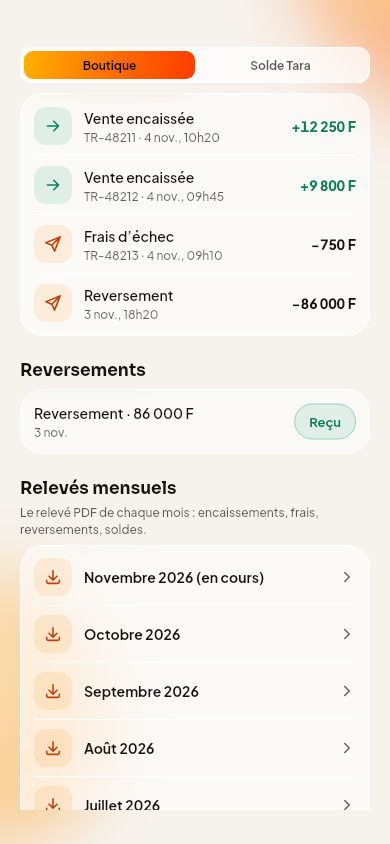 Boutique
Solde Tara
Vente encaissée
TR-48211 · 4 nov., 10h20
+12 250 F
Vente encaissée
TR-48212 · 4 nov., 09h45
+9 800 F
Frais d’échec
TR-48213 · 4 nov., 09h10
−750 F
Reversement
3 nov., 18h20
−86 000 F
Reversements
Reversement · 86 000 F
3 nov.
Reçu
Relevés mensuels
Le relevé PDF de chaque mois : encaissements, frais,
reversements, soldes.
Novembre 2026 (en cours)
Octobre 2026
Septembre 2026
Août 2026
Juillet 2026